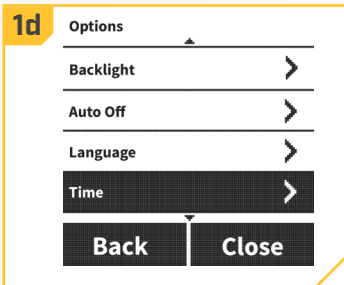 1d
Options
Backlight
Auto Off
Language
Time
Back Close